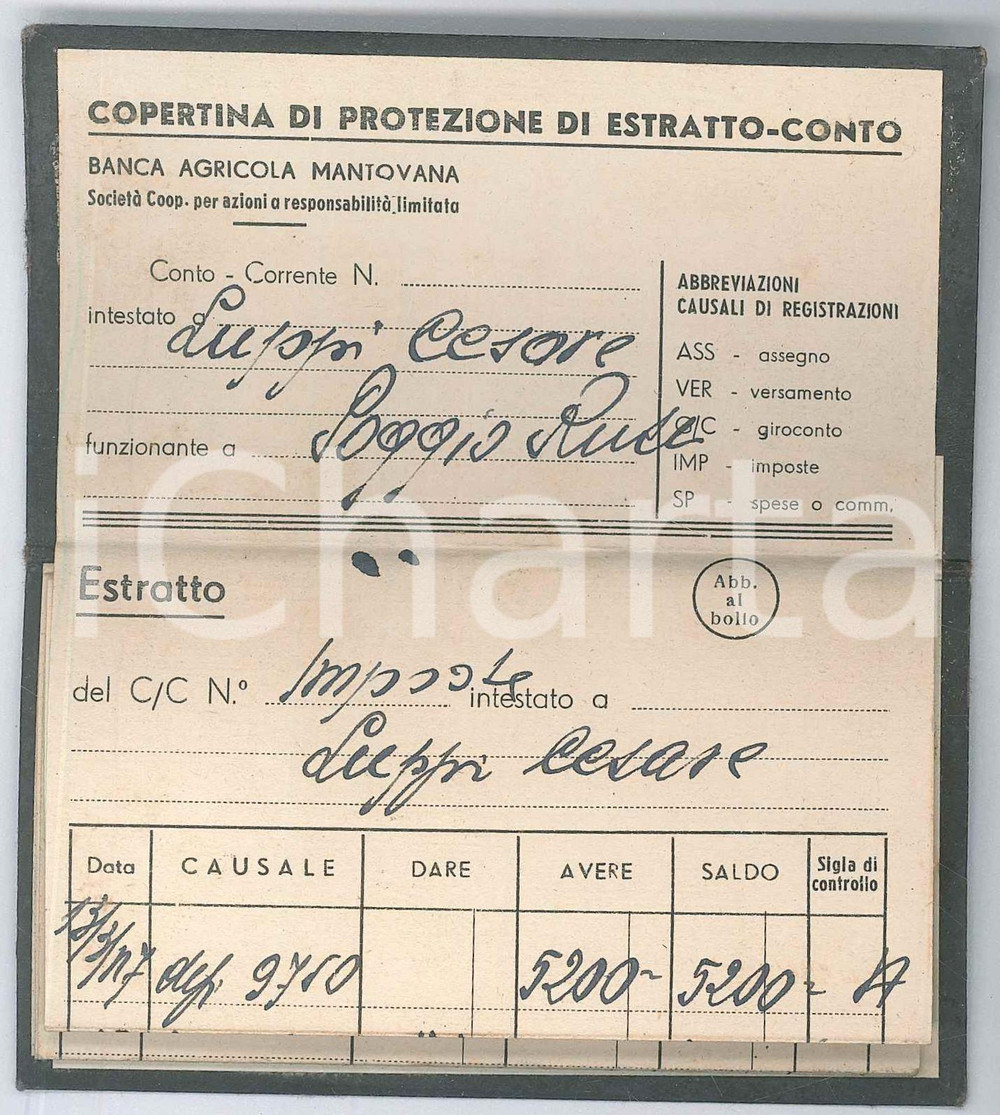 COPERTINA DI PROTEZIONE DI ESTRATTO-CONTO
BANCA AGRICOLA MANTOVANA
Società Coop. per azioni a responsabilità limitata
Conto - Corrente N.
intestato a
Luppi Cesare
funzionante a Poggio Rusco
ABBREVIAZIONI
CAUSALI DI REGISTRAZIONI
ASS - assegno
VER - versamento
G/C - giroconto
IMP - imposte
SP - spese o comm.
iCharta
Estratto
Abb.
al
bollo
del C/C N.º Imposte intestato a
Luppi Cesare
Data CAUSALE DARE AVERE SALDO Sigla di controllo
9750 5200 5200